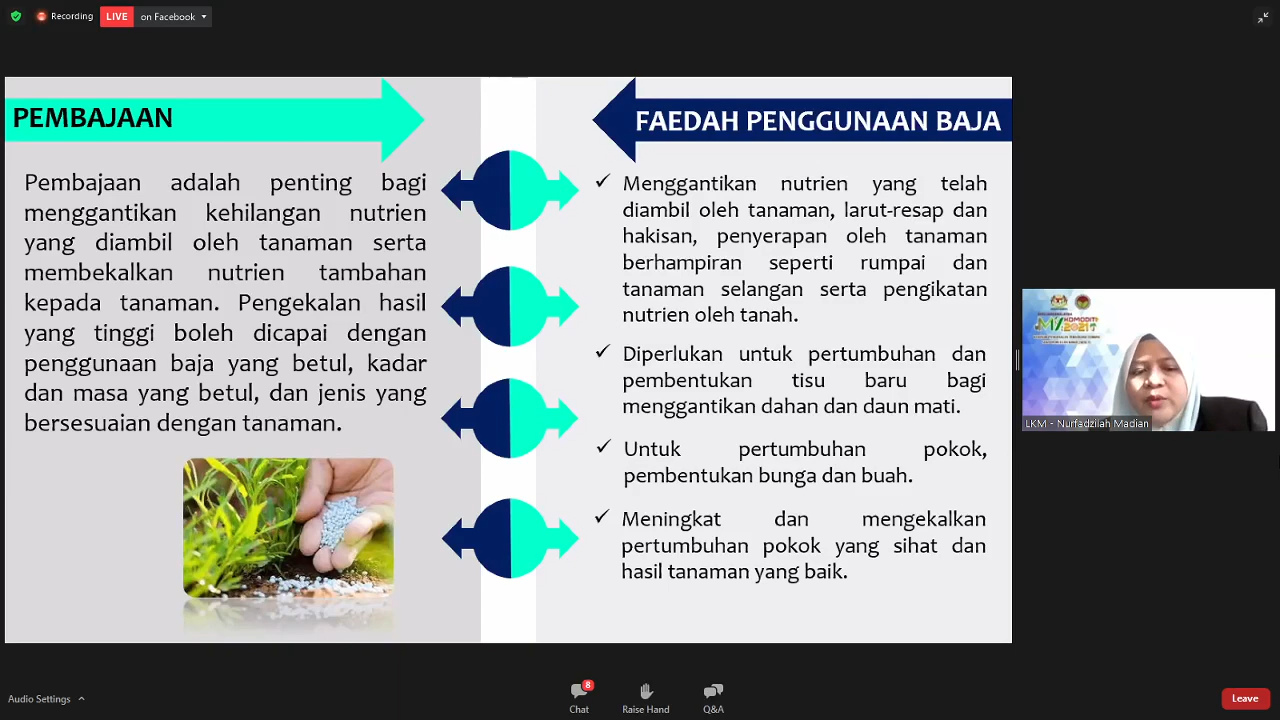 Recording
LIVE
on Facebook
PEMBAJAAN
Pembajaan adalah penting bagi
menggantikan kehilangan nutrien
yang diambil oleh tanaman serta
membekalkan nutrien tambahan
kepada tanaman. Pengekalan hasil
yang tinggi boleh dicapai dengan
penggunaan baja yang betul, kadar
dan masa yang betul, dan jenis yang
bersesuaian dengan tanaman.
FAEDAH PENGGUNAAN BAJA
✓ Menggantikan nutrien yang telah
diambil oleh tanaman, larut-resap dan
hakisan, penyerapan oleh tanaman
berhampiran seperti rumpai dan
tanaman selangan serta pengikatan
nutrien oleh tanah.
✓ Diperlukan untuk pertumbuhan dan
pembentukan tisu baru bagi
menggantikan dahan dan daun mati.
✓ Untuk pertumbuhan pokok,
pembentukan bunga dan buah.
✓ Meningkat dan mengekalkan
pertumbuhan pokok yang sihat dan
hasil tanaman yang baik.
KOMODITI
2021
LKM - Nurfadzilah Madian
Audio Settings
8
Chat
Raise Hand
Q&A
Leave